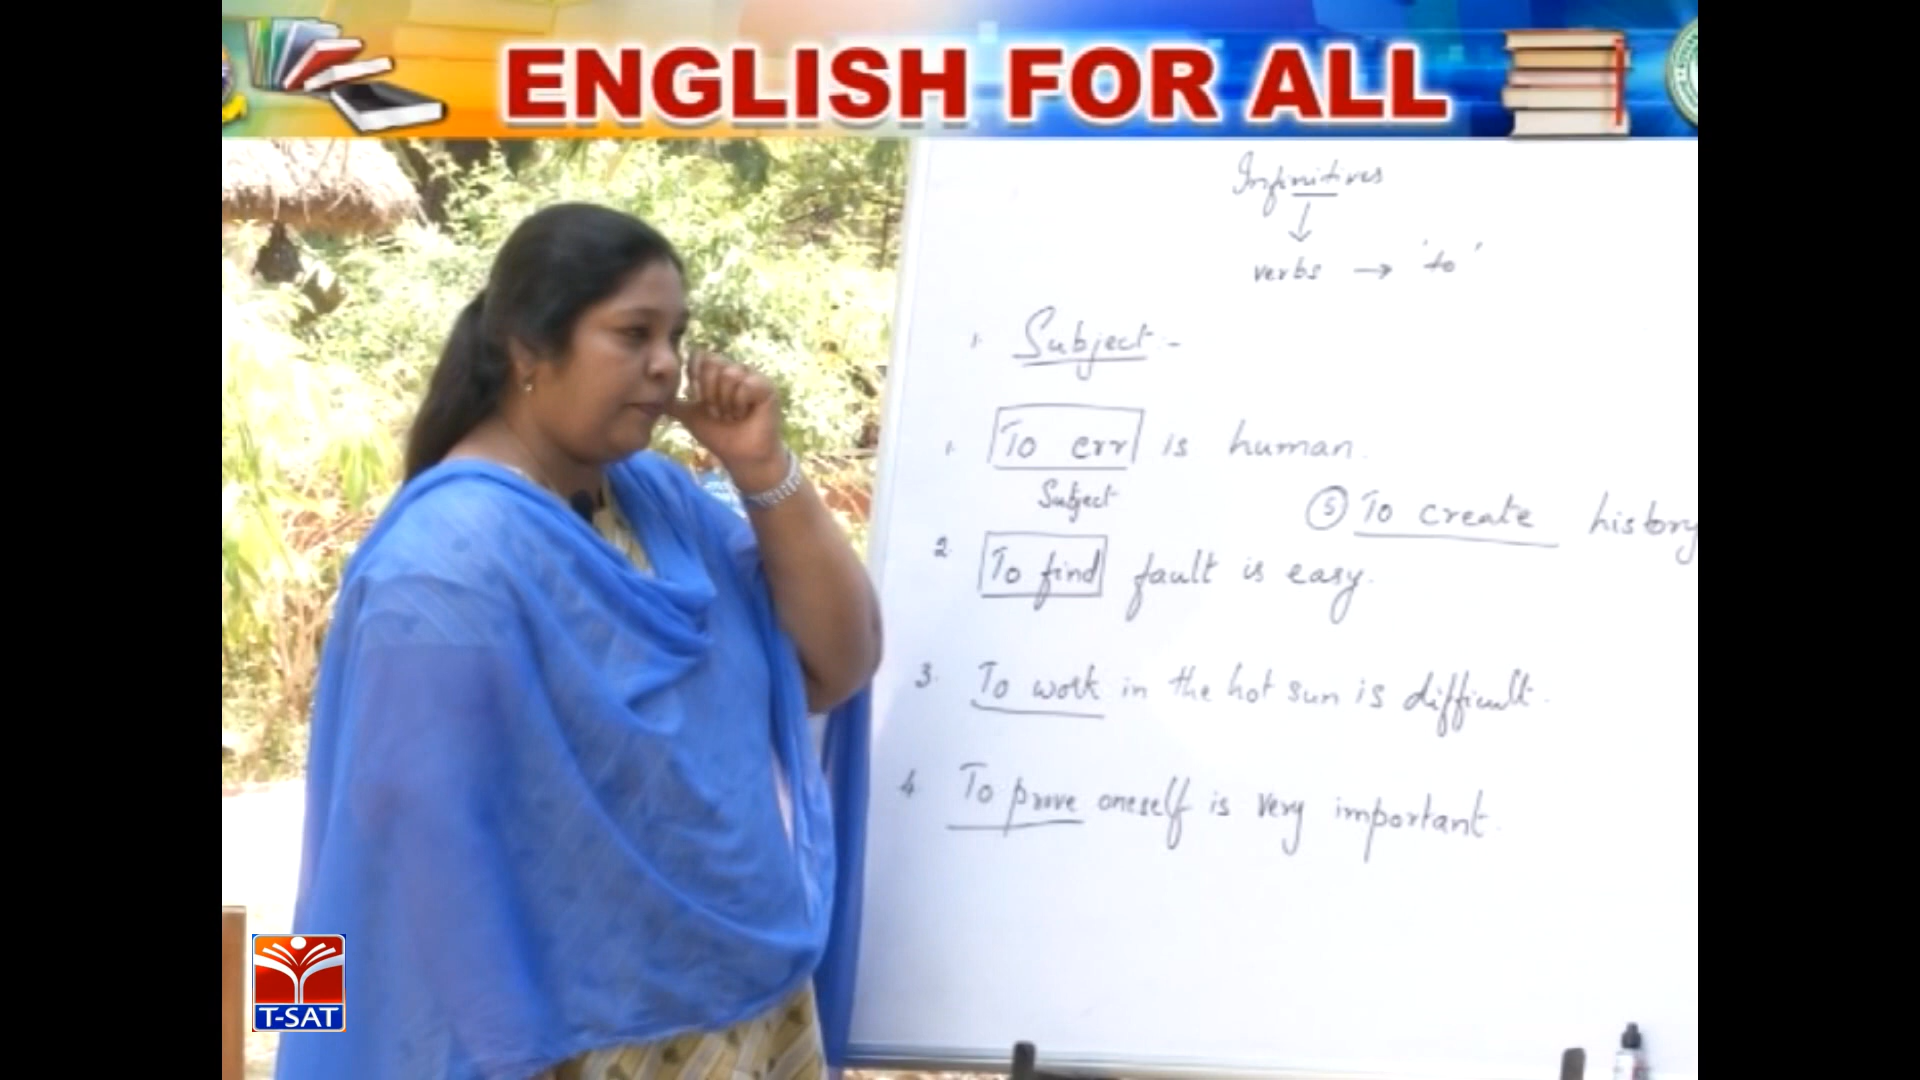 ENGLISH FOR ALL
Infinitives
verbs → 'to'
1. Subject :-
1. To err is human.
Subject
⑤ To create history
2. To find fault is easy.
3. To work in the hot sun is difficult.
4. To prove oneself is very important.
T-SAT